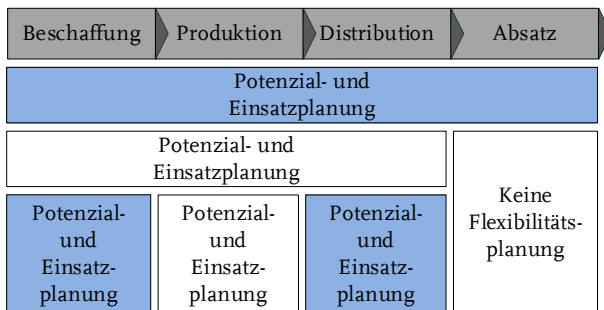 Beschaffung Produktion Distribution Absatz
Potenzial- und
Einsatzplanung
Potenzial- und
Einsatzplanung
Keine
Flexibilitäts-
planung
Potenzial-
und
Einsatz-
planung
Potenzial-
und
Einsatz-
planung
Potenzial-
und
Einsatz-
planung